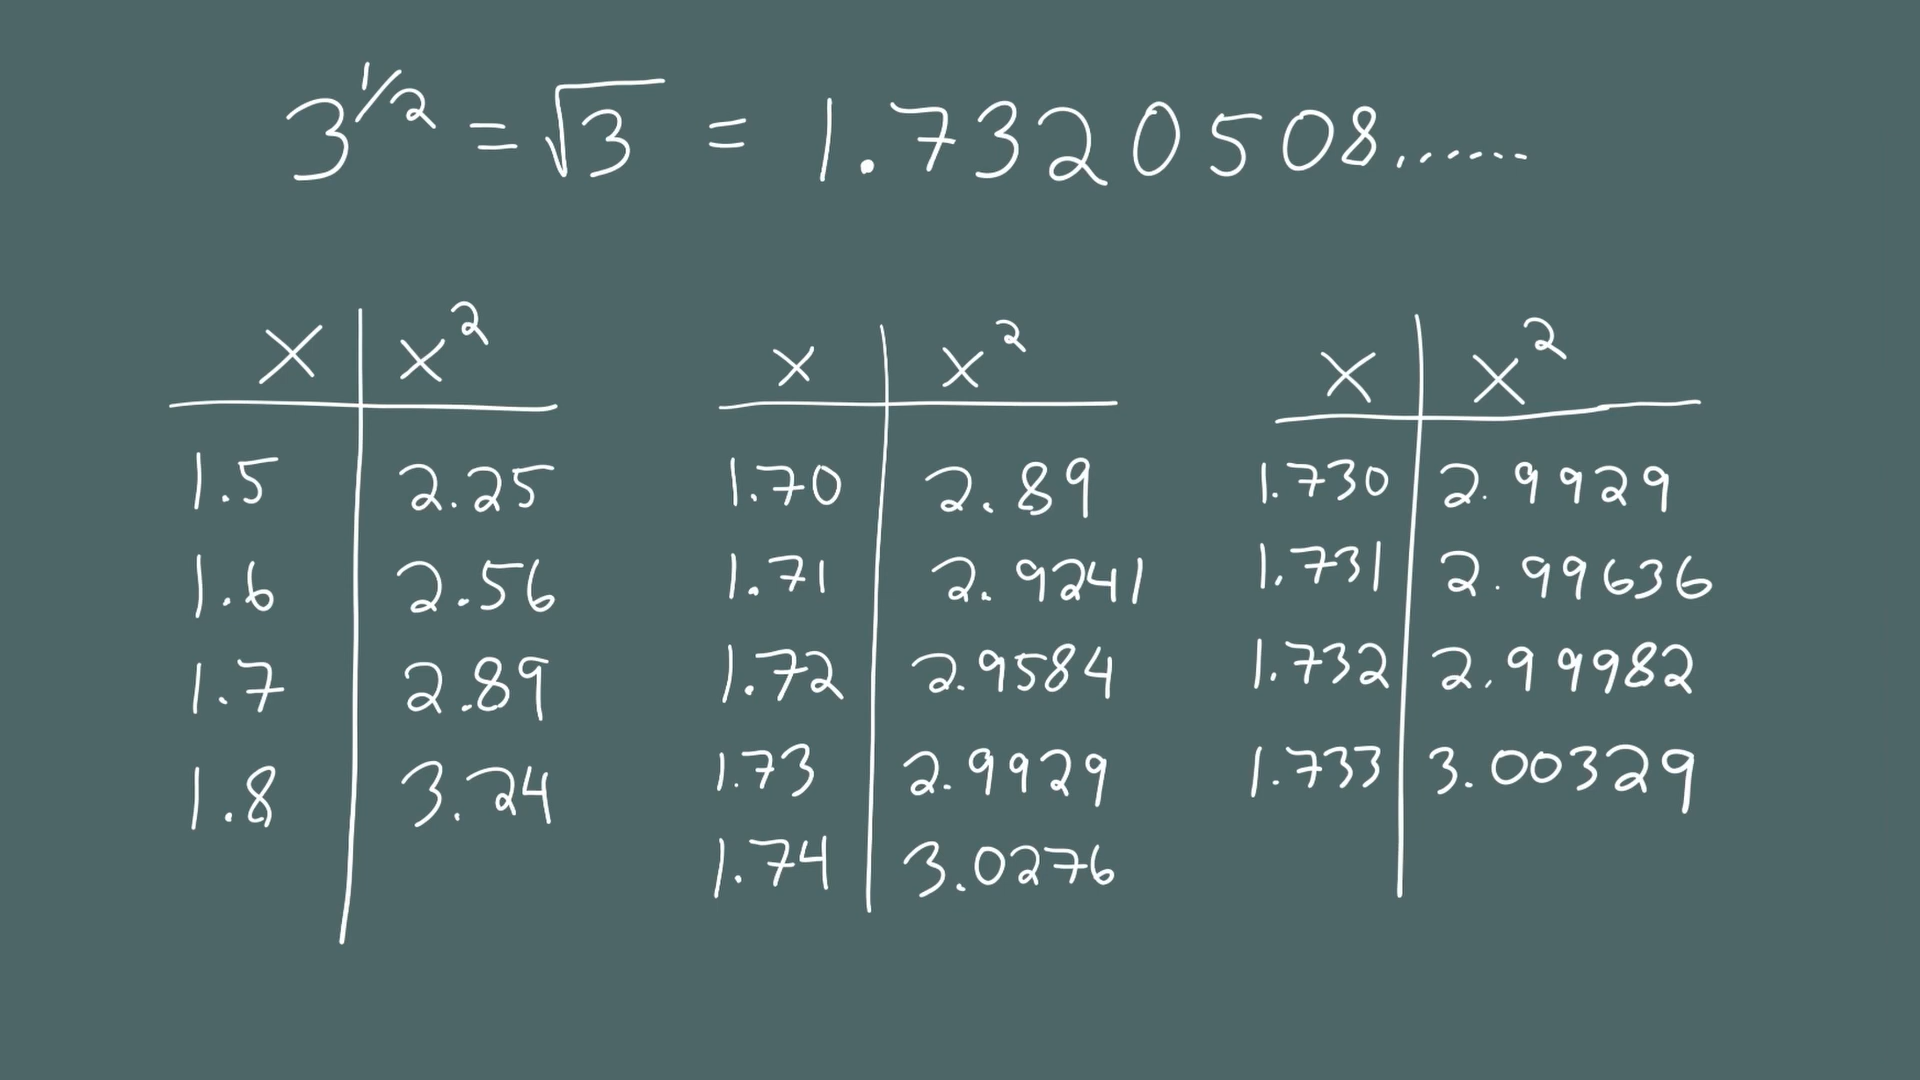 3^1/2 = √3 = 1.7320508......
x | x^2
1.5 | 2.25
1.6 | 2.56
1.7 | 2.89
1.8 | 3.24
x | x^2
1.70 | 2.89
1.71 | 2.9241
1.72 | 2.9584
1.73 | 2.9929
1.74 | 3.0276
x | x^2
1.730 | 2.9929
1.731 | 2.99636
1.732 | 2.99982
1.733 | 3.00329